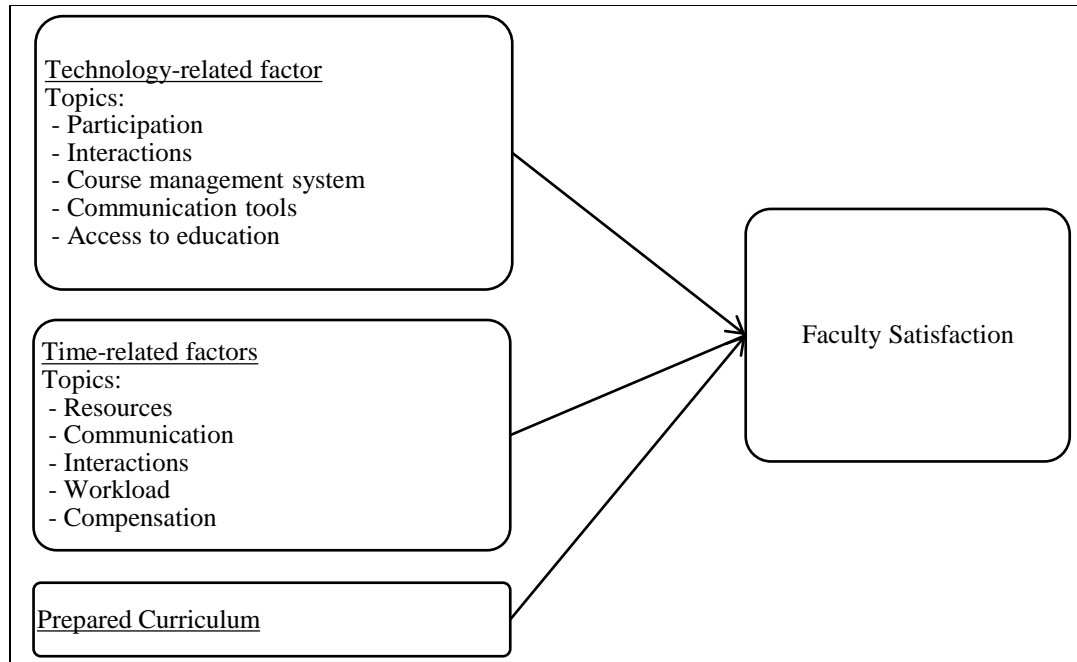 Technology-related factor
Topics:
- Participation
- Interactions
- Course management system
- Communication tools
- Access to education
Time-related factors
Topics:
- Resources
- Communication
- Interactions
- Workload
- Compensation
Prepared Curriculum
Faculty Satisfaction